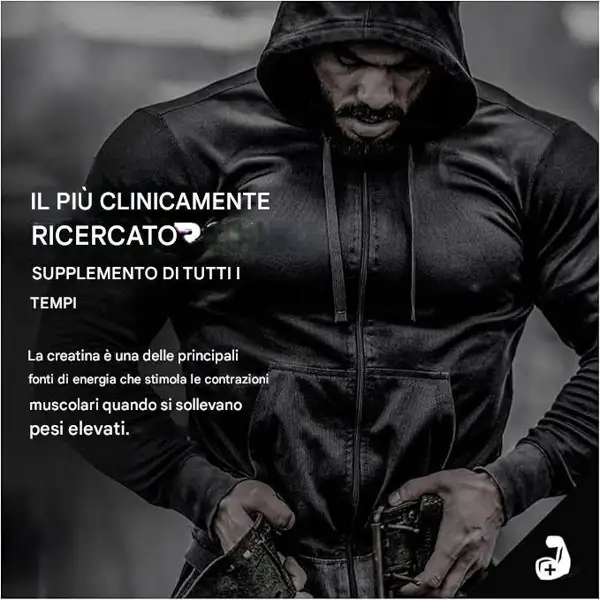 IL PIÙ CLINICAMENTE
RICERCATO
SUPPLEMENTO DI TUTTI I
TEMPI
La creatina è una delle principali
fonti di energia che stimola le contrazioni
muscolari quando si sollevano
pesi elevati.